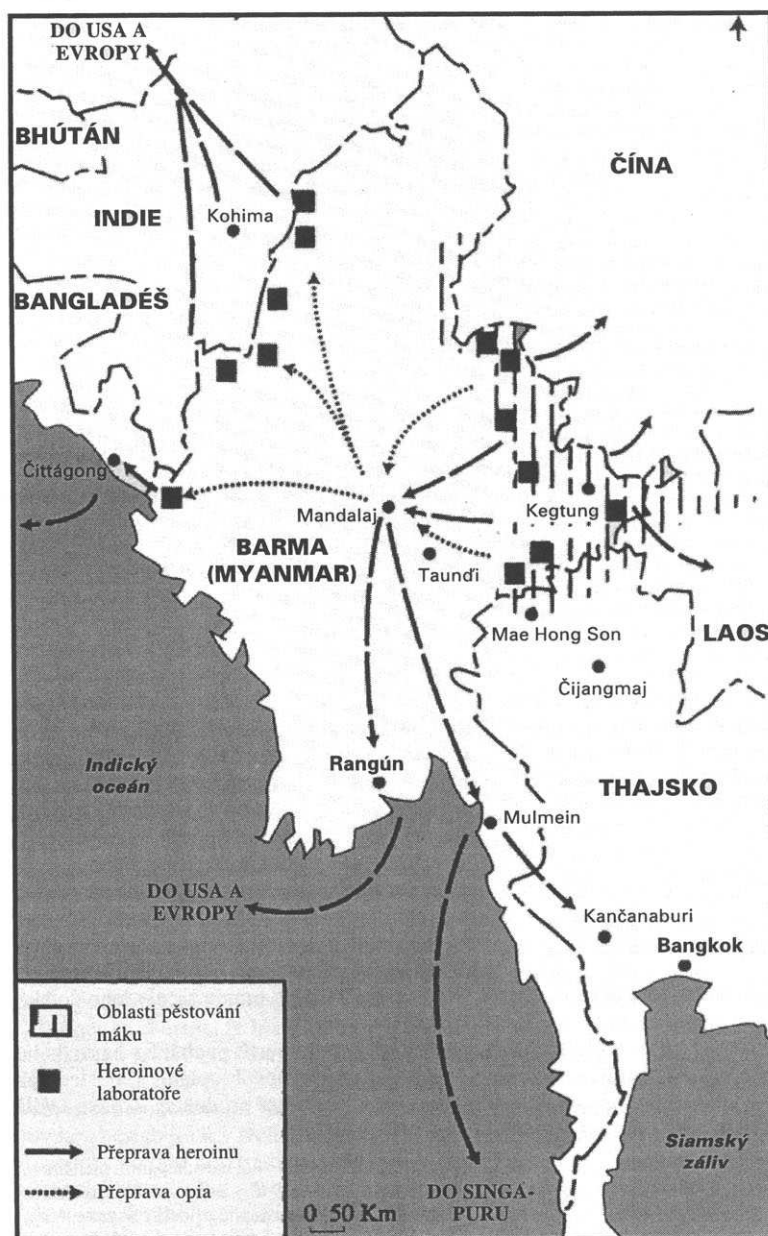 DO USA A
EVROPY
BHÚTÁN
ČÍNA
INDIE
Kohima
BANGLADÉŠ
Čittágong
Mandalaj
Kegtung
BARMA
(MYANMAR)
Taunďi
Mae Hong Son
LAOS
Čijangmaj
Indický
oceán
Rangún
THAJSKO
Mulmein
DO USA A
EVROPY
Kančanaburi
Bangkok
Oblasti pěstování
máku
Heroinové
laboratoře
Přeprava heroinu
Přeprava opia
Siamský
záliv
0 50 Km
DO SINGA-
PURU